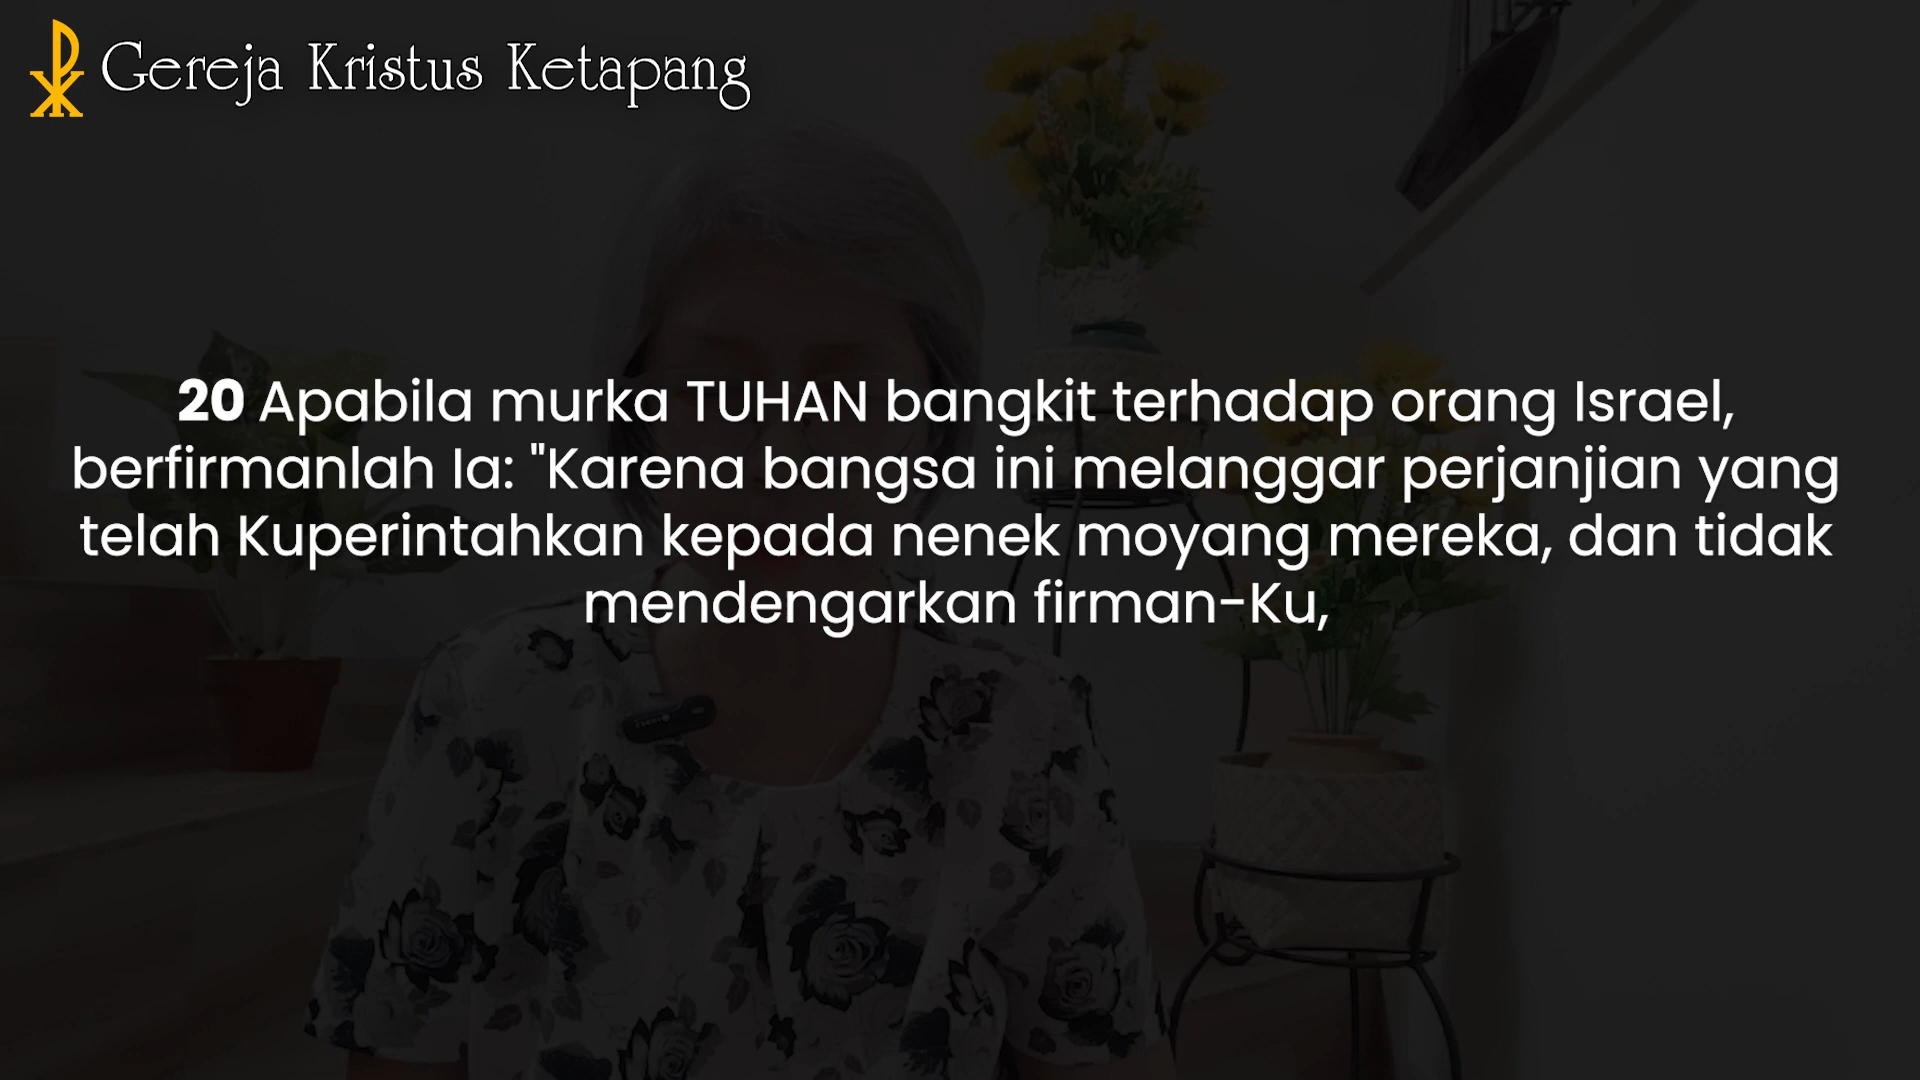 Gereja Kristus Ketapang
20 Apabila murka TUHAN bangkit terhadap orang Israel,
berfirmanlah Ia: "Karena bangsa ini melanggar perjanjian yang
telah Kuperintahkan kepada nenek moyang mereka, dan tidak
mendengarkan firman-Ku,